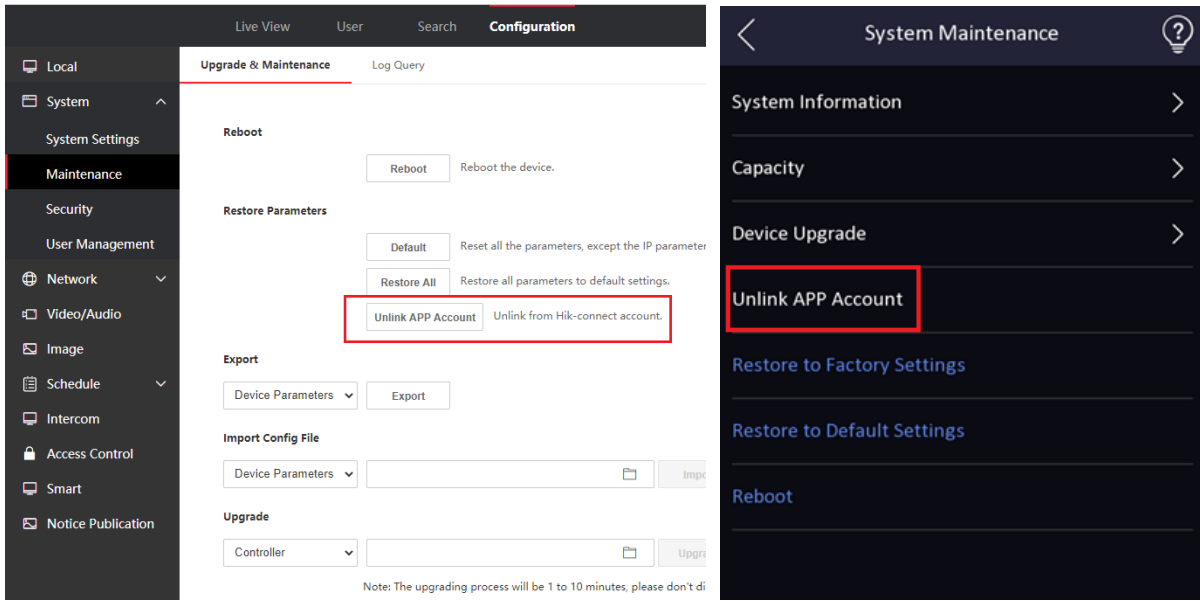 Live View User Search Configuration
Local
System
System Settings
Maintenance
Security
User Management
Network
Video/Audio
Image
Schedule
Intercom
Access Control
Smart
Notice Publication
Upgrade & Maintenance Log Query
Reboot
Reboot Reboot the device.
Restore Parameters
Default Reset all the parameters, except the IP parameter
Restore All Restore all parameters to default settings.
Unlink APP Account Unlink from Hik-connect account.
Export
Device Parameters Export
Import Config File
Device Parameters Impo
Upgrade
Controller Upgra
Note: The upgrading process will be 1 to 10 minutes, please don't di
System Maintenance ?
System Information
Capacity
Device Upgrade
Unlink APP Account
Restore to Factory Settings
Restore to Default Settings
Reboot